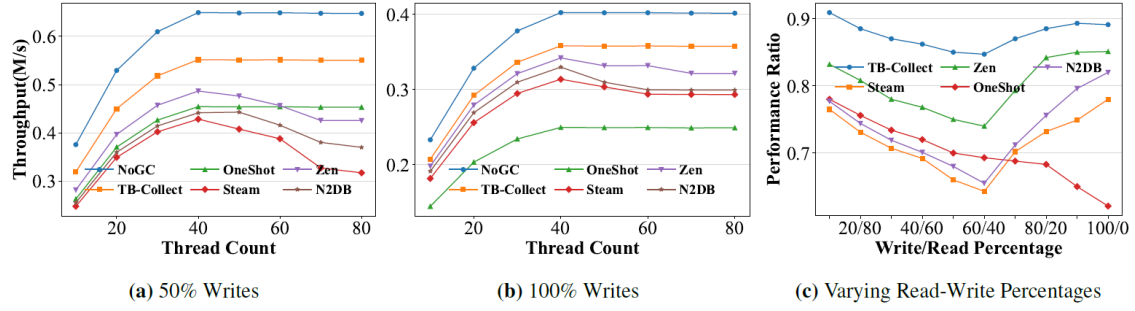 Throughput(M/s)
0.6
0.5
0.4
0.3
NoGC
OneShot
Zen
TB-Collect
Steam
N2DB
20
40
60
80
Thread Count
(a) 50% Writes
0.4
0.3
0.2
NoGC
OneShot
Zen
TB-Collect
Steam
N2DB
20
40
60
80
Thread Count
(b) 100% Writes
Performance Ratio
0.9
0.8
0.7
TB-Collect
Zen
N2DB
Steam
OneShot
20/80
40/60
60/40
80/20
100/0
Write/Read Percentage
(c) Varying Read-Write Percentages